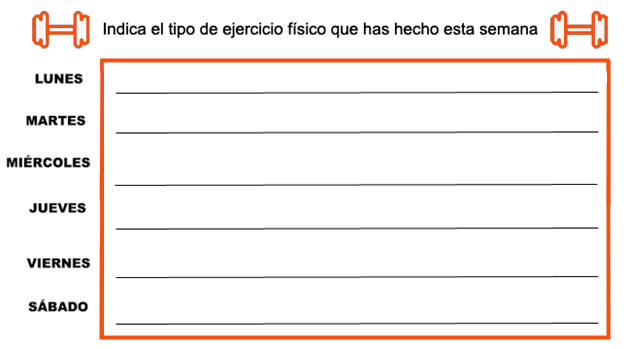 Indica el tipo de ejercicio físico que has hecho esta semana
LUNES
MARTES
MIÉRCOLES
JUEVES
VIERNES
SÁBADO